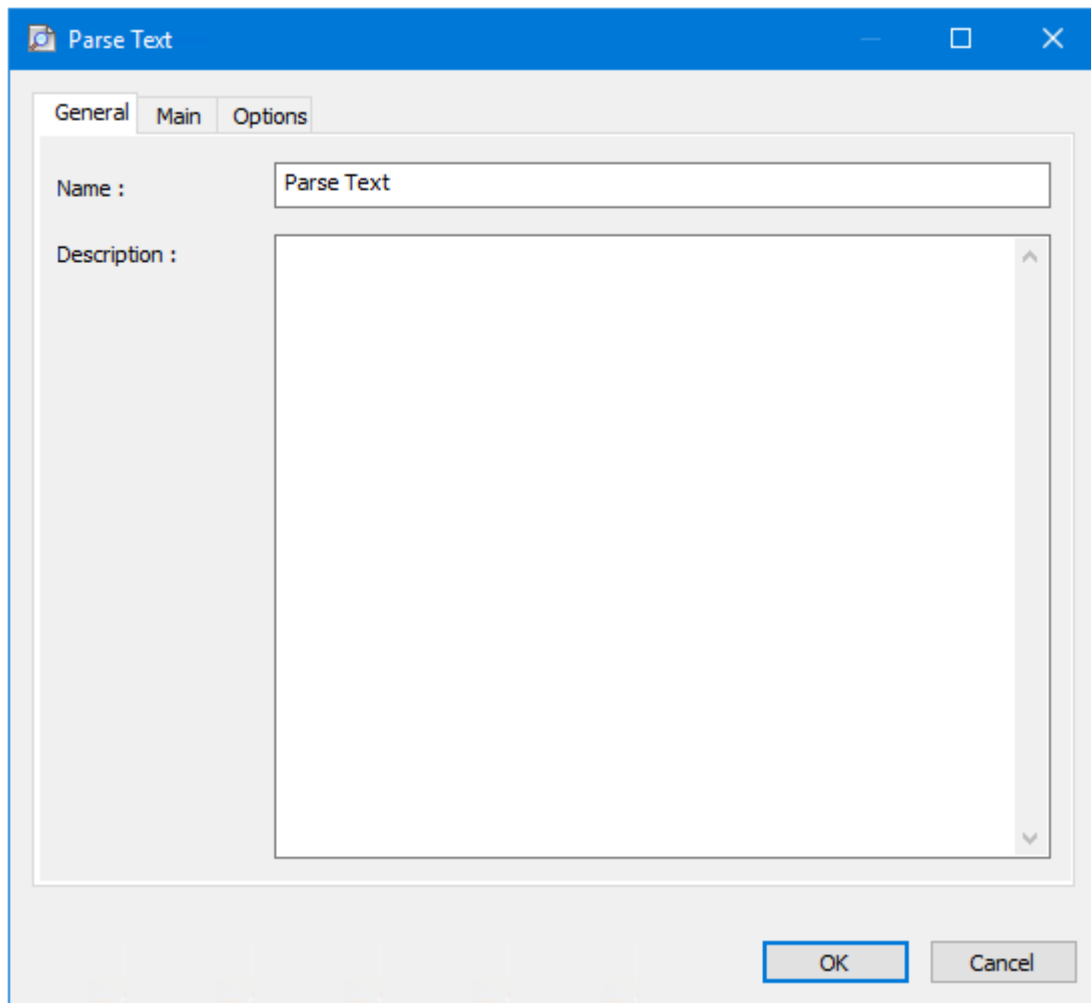 Parse Text
General Main Options
Name : Parse Text
Description :
OK Cancel